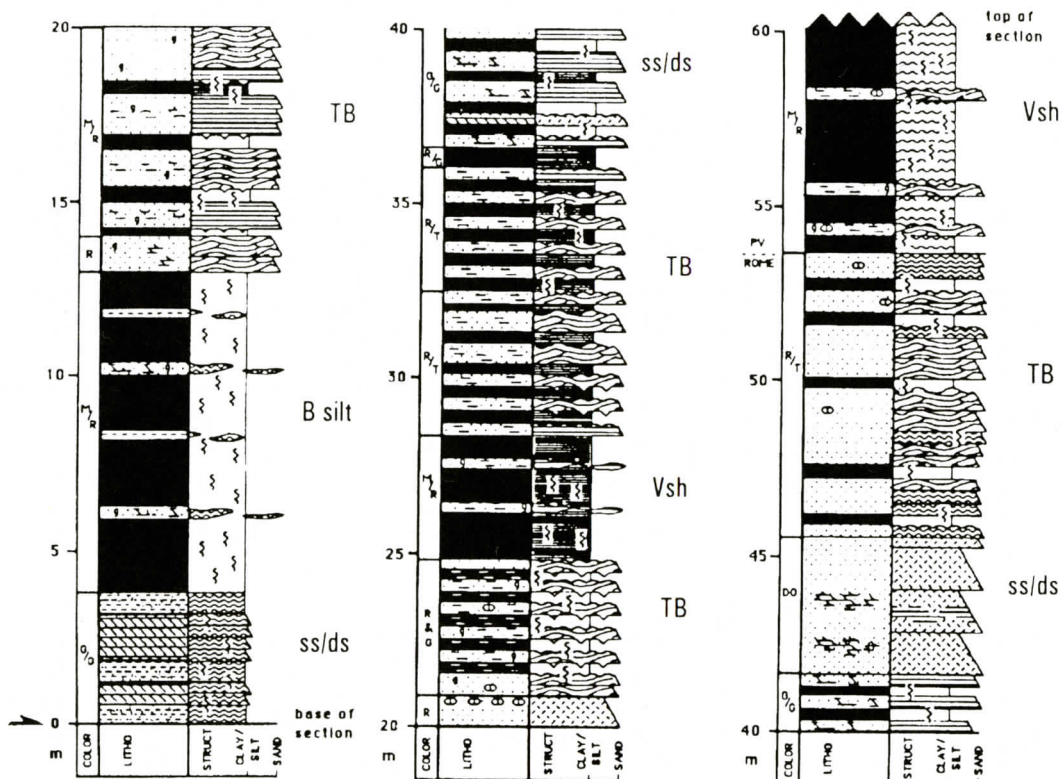 20
TB
M/R
15
R
10
M/R
B silt
5
ss/ds
O/G
base of
section
0
m
COLOR
LITHO
STRUCT
CLAY/
SILT
SAND
40
ss/ds
O/G
R/G
35
R/T
TB
30
R/T
Vsh
M/R
25
TB
R & G
R
20
m
COLOR
LITHO
STRUCT
CLAY/
SILT
SAND
60
top of
section
M/R
Vsh
55
PV
ROME
R/T
50
TB
45
DO
ss/ds
O/G
40
m
COLOR
LITHO
STRUCT
CLAY/
SILT
SAND